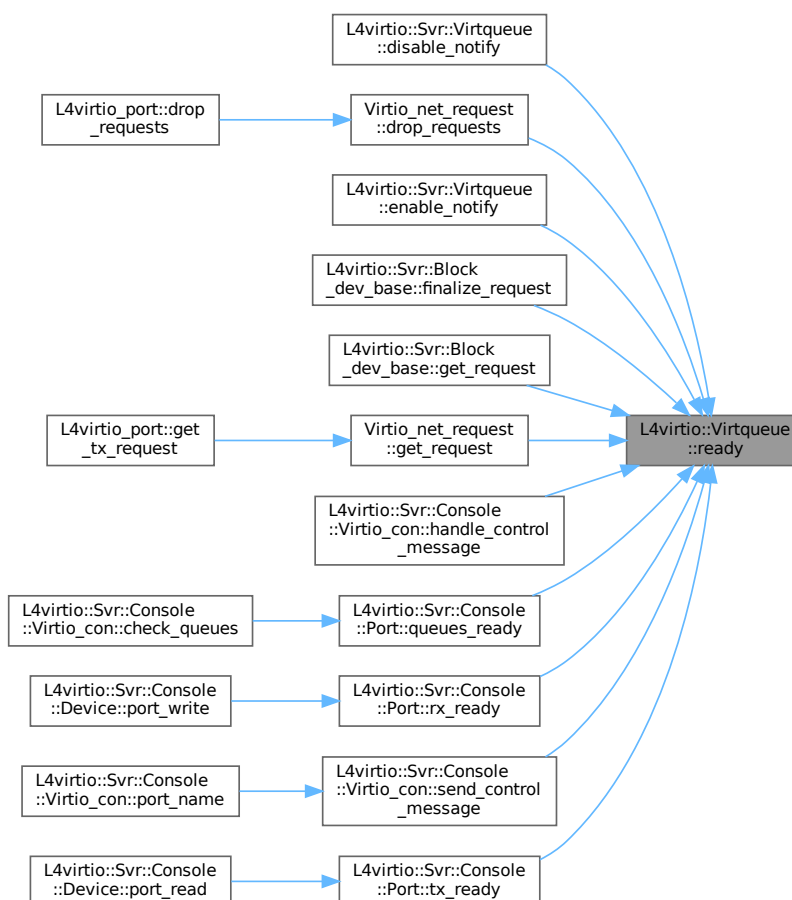 L4virtio::Svr::Virtqueue
::disable_notify
L4virtio_port::drop
_requests
Virtio_net_request
::drop_requests
L4virtio::Svr::Virtqueue
::enable_notify
L4virtio::Svr::Block
_dev_base::finalize_request
L4virtio::Svr::Block
_dev_base::get_request
L4virtio_port::get
_tx_request
Virtio_net_request
::get_request
L4virtio::Virtqueue
::ready
L4virtio::Svr::Console
::Virtio_con::handle_control
_message
L4virtio::Svr::Console
::Virtio_con::check_queues
L4virtio::Svr::Console
::Port::queues_ready
L4virtio::Svr::Console
::Device::port_write
L4virtio::Svr::Console
::Port::rx_ready
L4virtio::Svr::Console
::Virtio_con::port_name
L4virtio::Svr::Console
::Virtio_con::send_control
_message
L4virtio::Svr::Console
::Device::port_read
L4virtio::Svr::Console
::Port::tx_ready